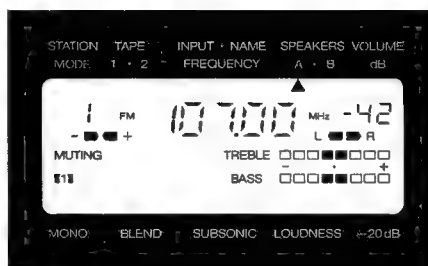 STATION TAPE INPUT · NAME SPEAKERS VOLUME
MODE 1 · 2 FREQUENCY A · B dB
1 FM 107.00 MHz -42
- + L R
MUTING TREBLE
- · +
BASS
MONO BLEND SUBSONIC LOUDNESS -20dB